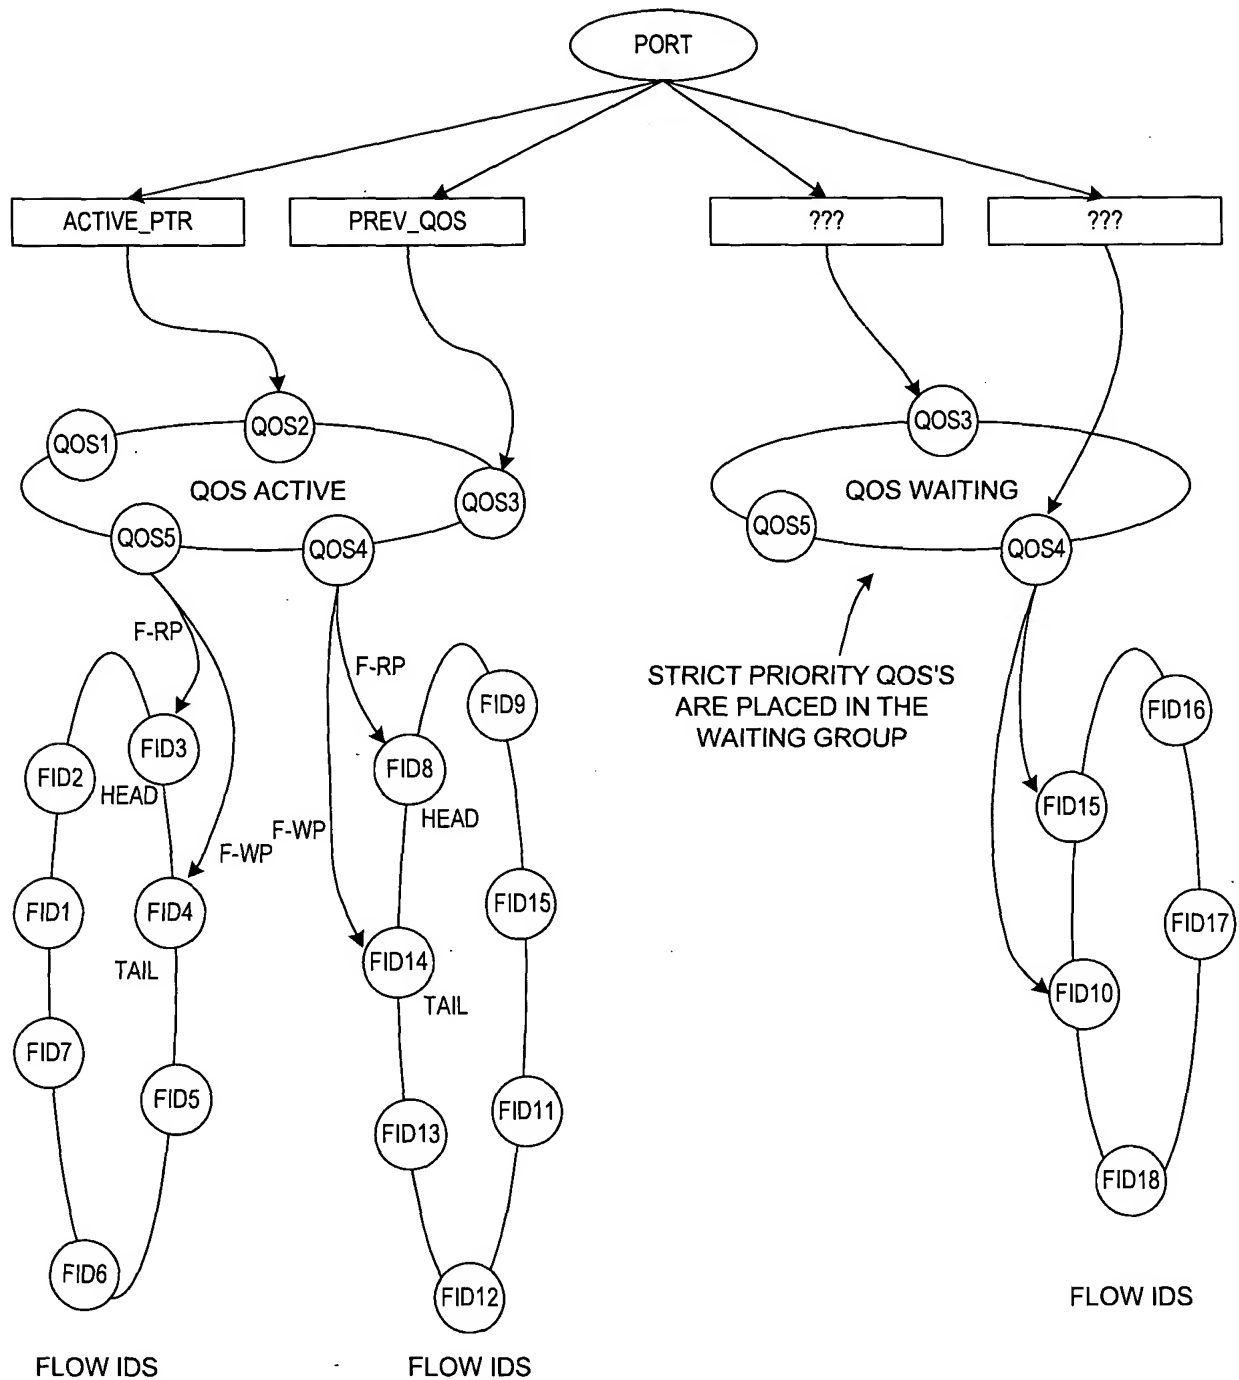 PORT
ACTIVE_PTR
PREV_QOS
???
???
QOS1
QOS2
QOS3
QOS ACTIVE
QOS5
QOS4
QOS3
QOS WAITING
QOS5
QOS4
STRICT PRIORITY QOS'S
ARE PLACED IN THE
WAITING GROUP
F-RP
FID3
FID2
HEAD
F-WP
FID1
FID4
TAIL
FID7
FID5
FID6
FLOW IDS
F-RP
FID9
FID8
HEAD
F-WP
FID15
FID14
TAIL
FID13
FID11
FID12
FLOW IDS
FID16
FID15
FID17
FID10
FID18
FLOW IDS